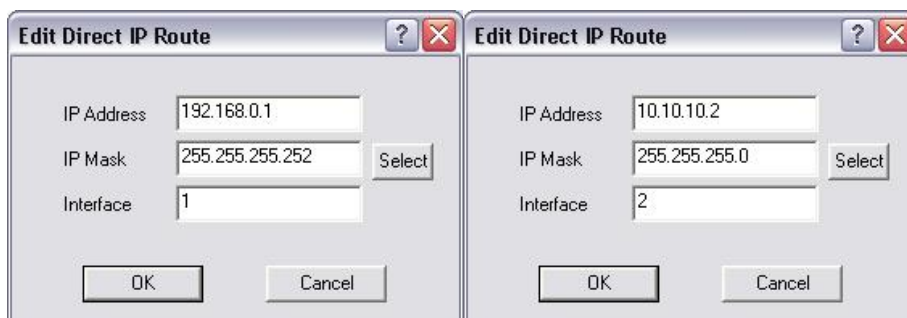 Edit Direct IP Route ?
IP Address 192.168.0.1
IP Mask 255.255.255.252 Select
Interface 1
OK Cancel
Edit Direct IP Route ?
IP Address 10.10.10.2
IP Mask 255.255.255.0 Select
Interface 2
OK Cancel